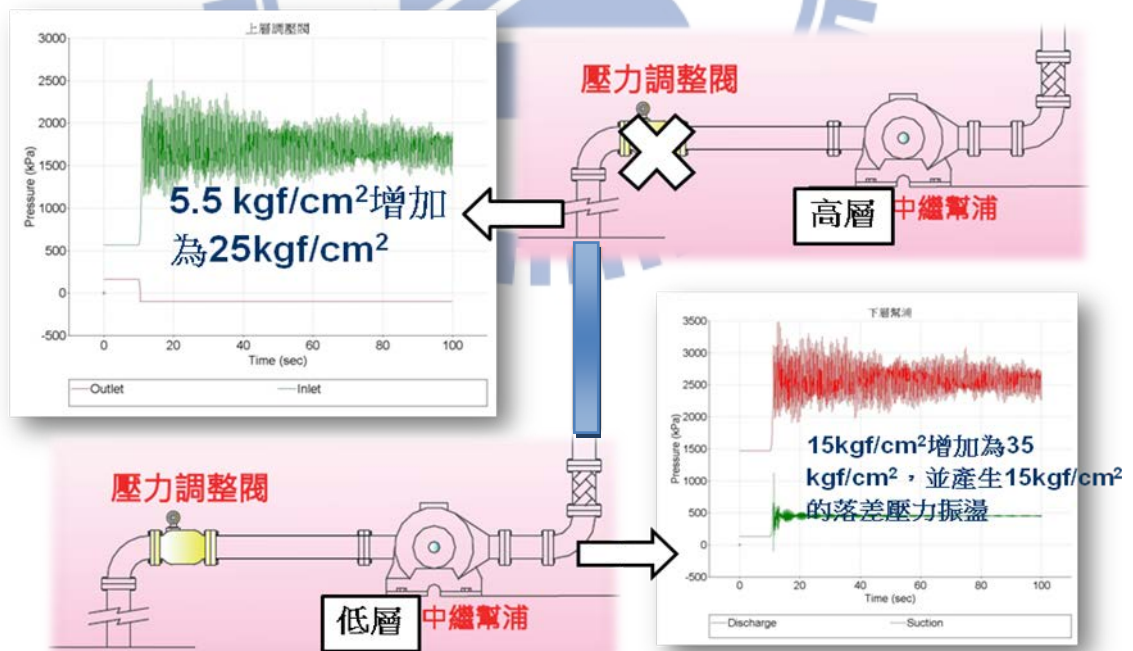 上層調壓閥
3000
2500
2000
1500
1000
500
0
-500
Pressure (kPa)
0 20 40 60 80 100
Time (sec)
Outlet Inlet
5.5 kgf/cm²增加
為25kgf/cm²
壓力調整閥
高層
中繼幫浦
壓力調整閥
低層
中繼幫浦
下層幫浦
3500
3000
2500
2000
1500
1000
500
0
-500
Pressure (kPa)
0 20 40 60 80 100
Time (sec)
Discharge Suction
15kgf/cm²增加為35
kgf/cm²，並產生15kgf/cm²
的落差壓力振盪